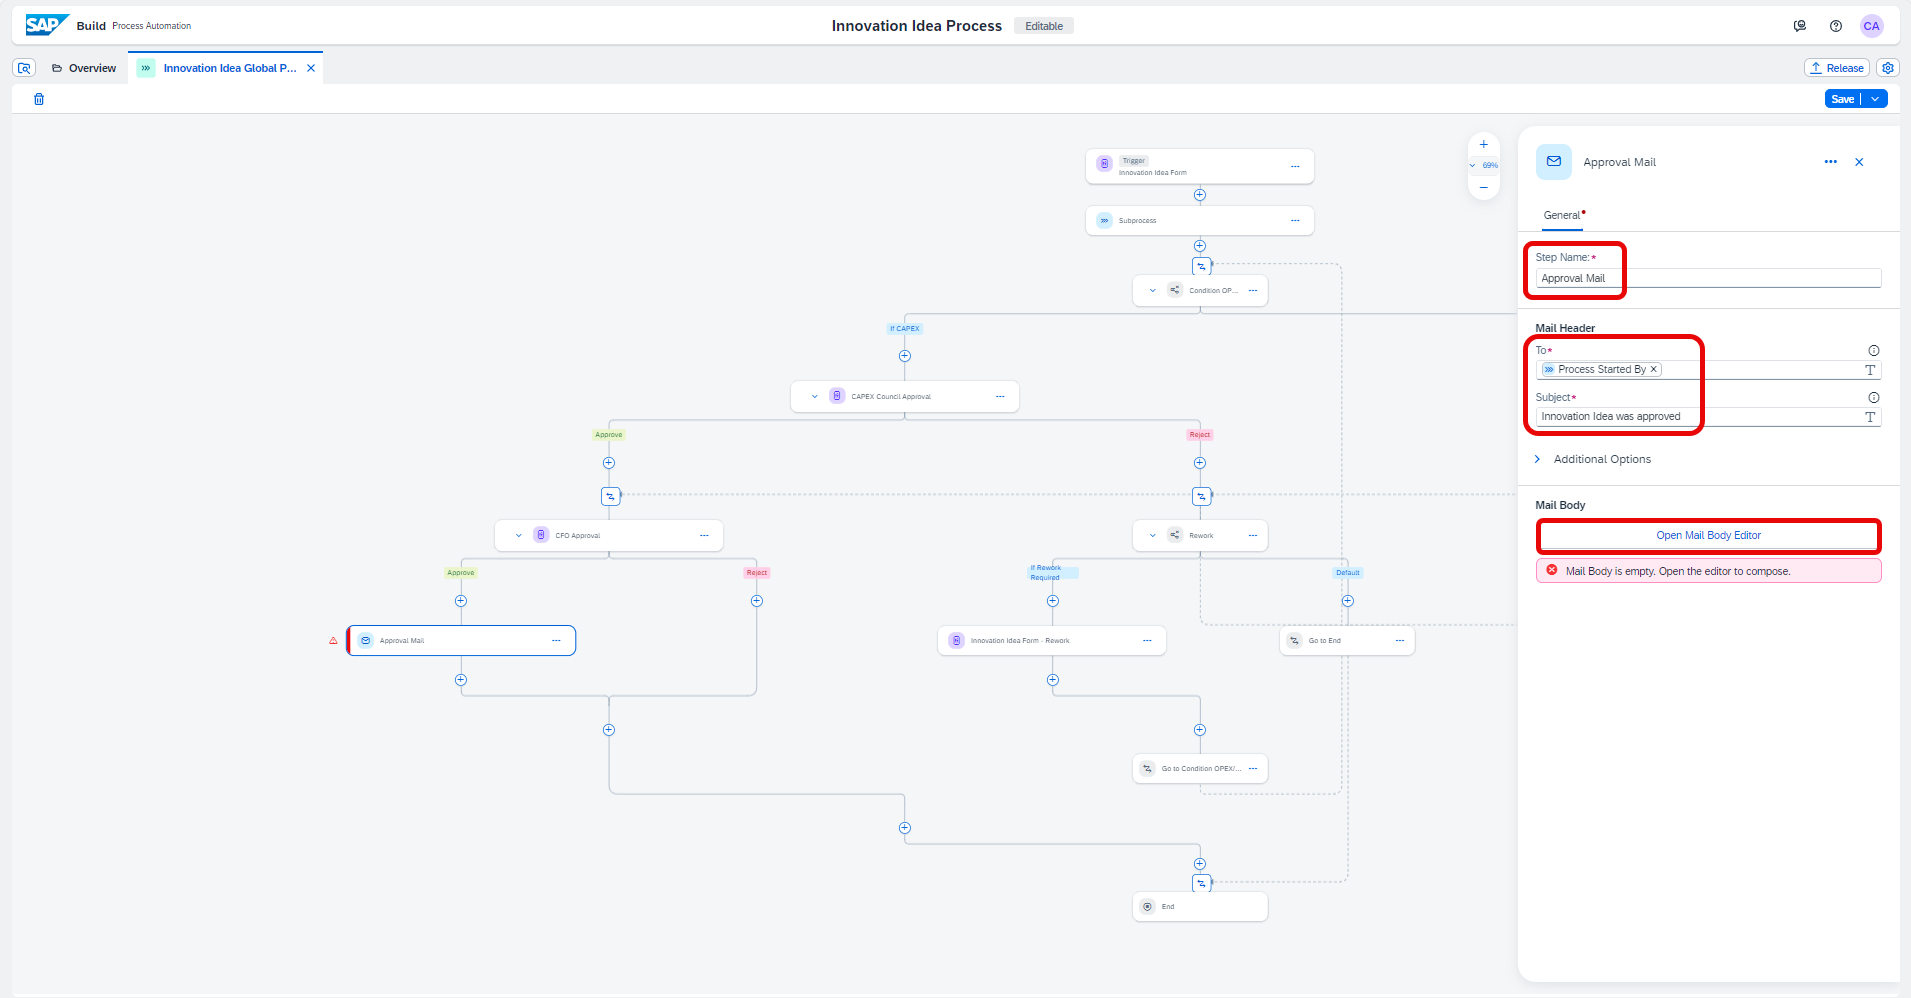 SAP Build Process Automation
Innovation Idea Process Editable
CA
Overview
Innovation Idea Global P...
Release
Save
Trigger
Innovation Idea Form
Subprocess
69%
Condition OP...
If CAPEX
CAPEX Council Approval
Approve
Reject
CFO Approval
Rework
Approve
Reject
If Rework
Required
Default
Approval Mail
Innovation Idea Form - Rework
Go to End
Go to Condition OPEX/...
End
Approval Mail
General
Step Name:*
Approval Mail
Mail Header
To*
Process Started By
Subject*
Innovation Idea was approved
Additional Options
Mail Body
Open Mail Body Editor
Mail Body is empty. Open the editor to compose.